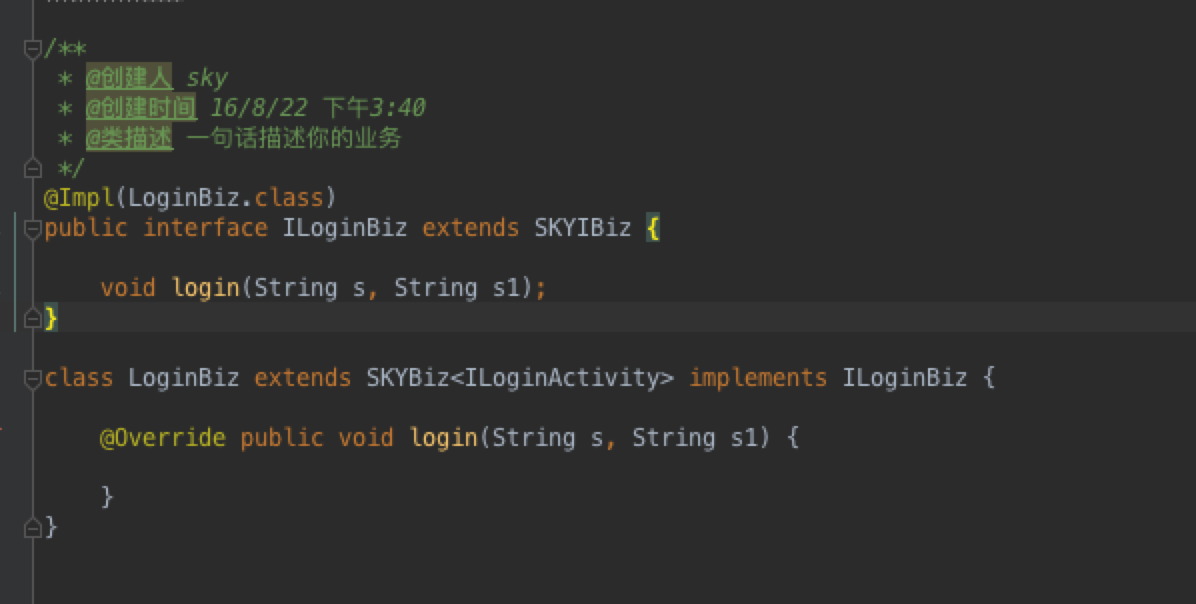 /**
* @创建人 sky
* @创建时间 16/8/22 下午3:40
* @类描述 一句话描述你的业务
*/
@Impl(LoginBiz.class)
public interface ILoginBiz extends SKYIBiz {
void login(String s, String s1);
}
class LoginBiz extends SKYBiz<ILoginActivity> implements ILoginBiz {
@Override public void login(String s, String s1) {
}
}